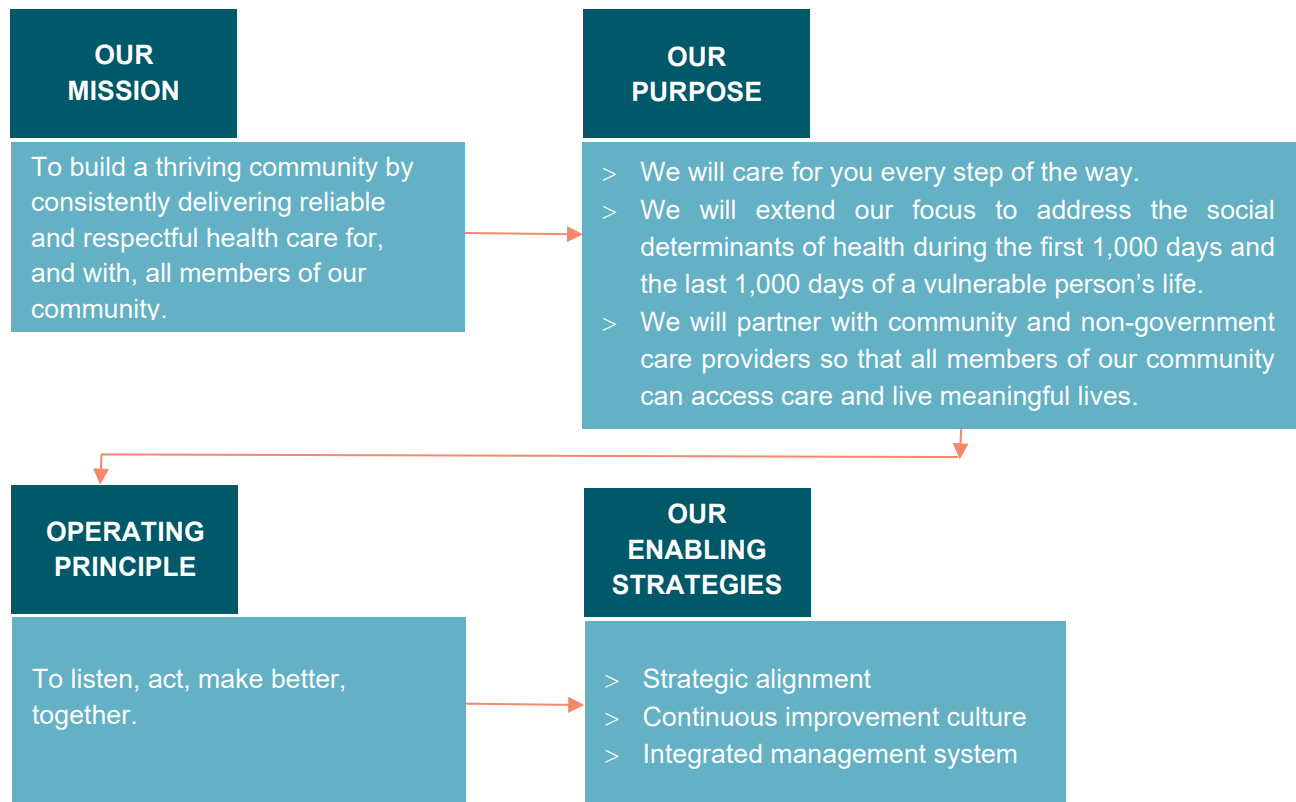 OUR
MISSION
To build a thriving community by
consistently delivering reliable
and respectful health care for,
and with, all members of our
community.
OUR
PURPOSE
> We will care for you every step of the way.
> We will extend our focus to address the social
determinants of health during the first 1,000 days and
the last 1,000 days of a vulnerable person’s life.
> We will partner with community and non-government
care providers so that all members of our community
can access care and live meaningful lives.
OPERATING
PRINCIPLE
To listen, act, make better,
together.
OUR
ENABLING
STRATEGIES
> Strategic alignment
> Continuous improvement culture
> Integrated management system